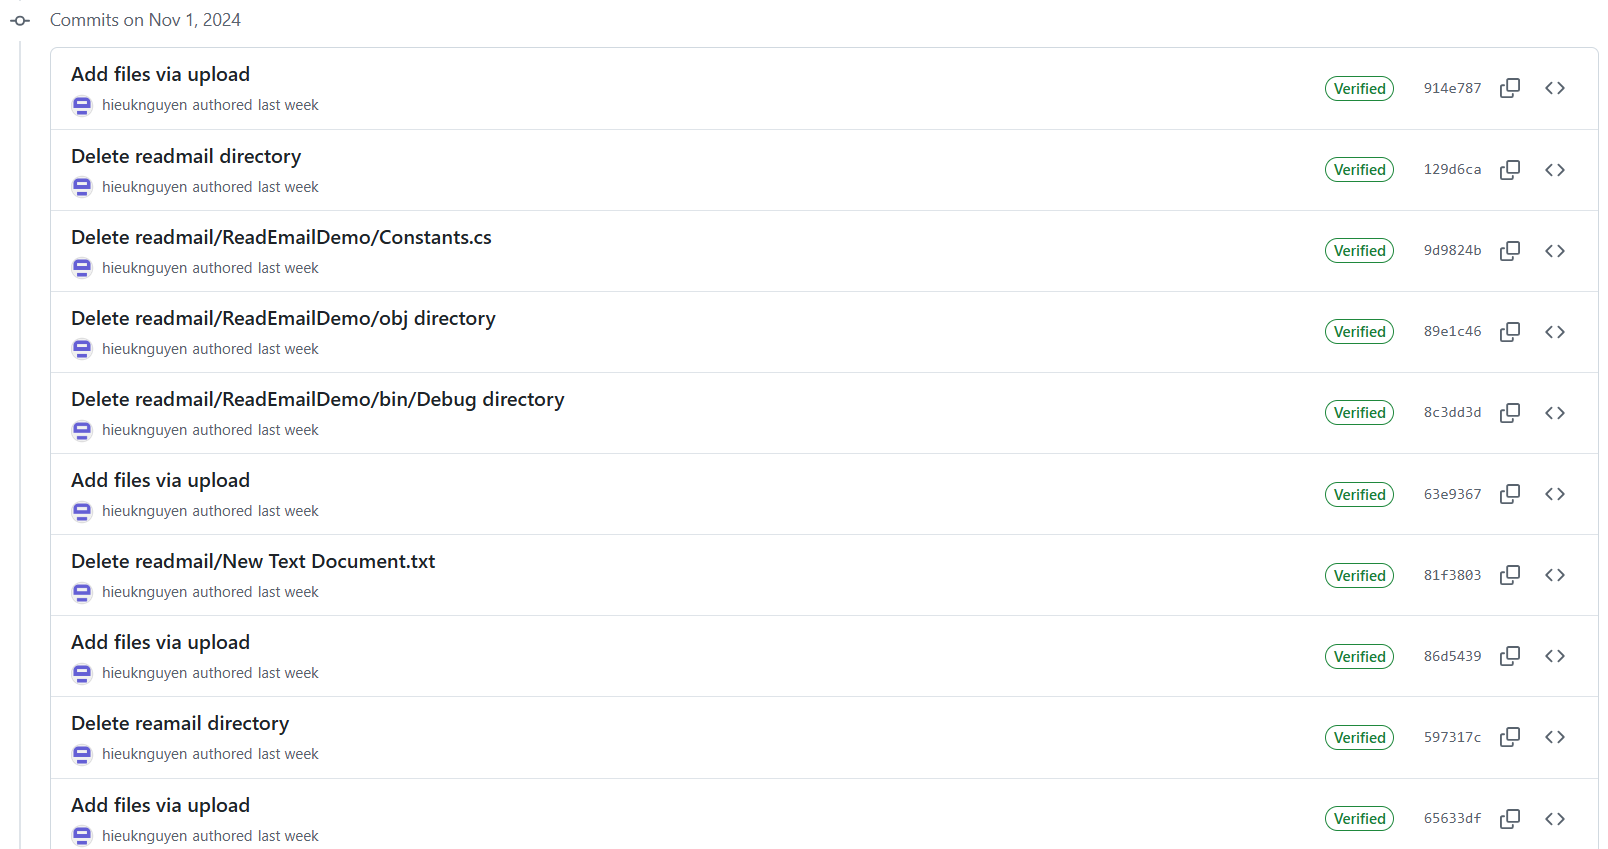 Commits on Nov 1, 2024
Add files via upload
hieuknguyen authored last week
Verified
914e787
Delete readmail directory
hieuknguyen authored last week
Verified
129d6ca
Delete readmail/ReadEmailDemo/Constants.cs
hieuknguyen authored last week
Verified
9d9824b
Delete readmail/ReadEmailDemo/obj directory
hieuknguyen authored last week
Verified
89e1c46
Delete readmail/ReadEmailDemo/bin/Debug directory
hieuknguyen authored last week
Verified
8c3dd3d
Add files via upload
hieuknguyen authored last week
Verified
63e9367
Delete readmail/New Text Document.txt
hieuknguyen authored last week
Verified
81f3803
Add files via upload
hieuknguyen authored last week
Verified
86d5439
Delete reamail directory
hieuknguyen authored last week
Verified
597317c
Add files via upload
hieuknguyen authored last week
Verified
65633df